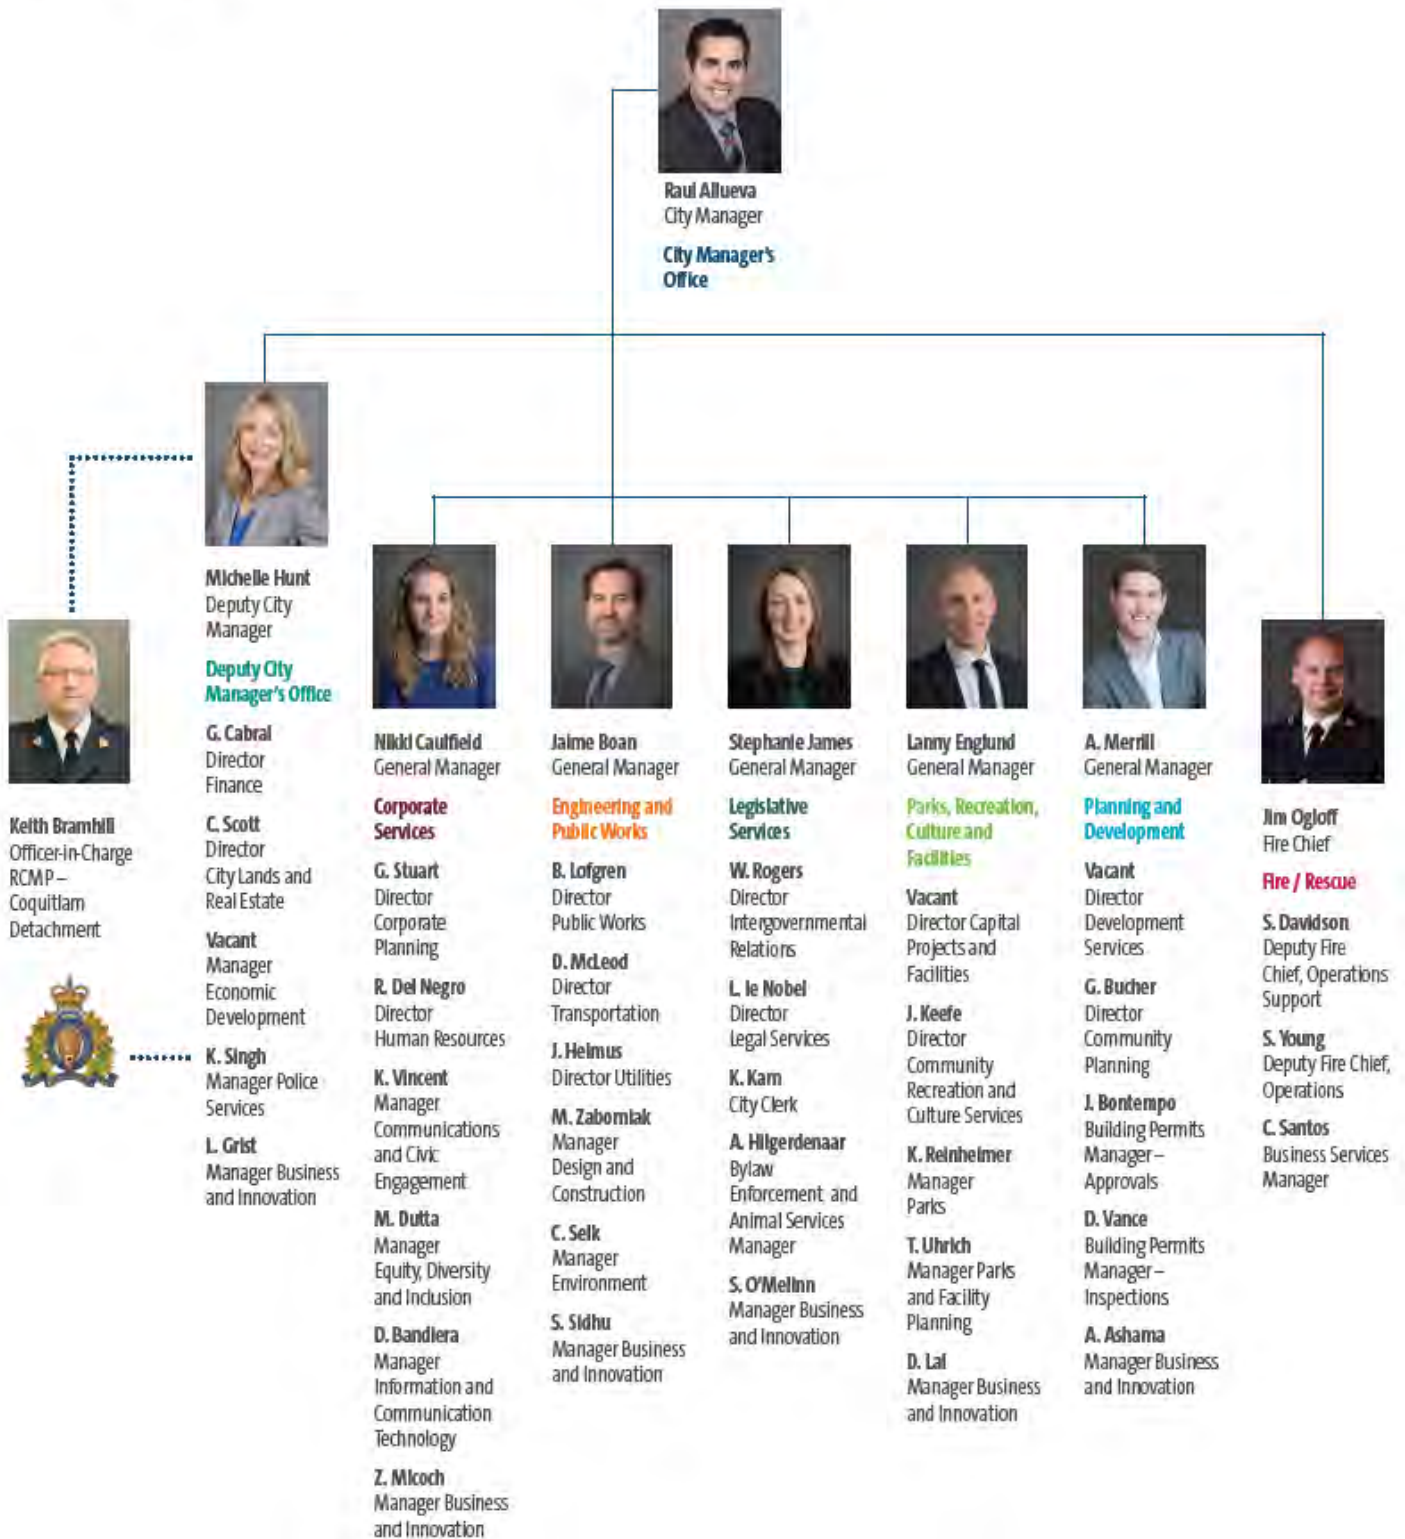 Raul Allueva
City Manager
City Manager's
Office
Michelle Hunt
Deputy City
Manager
Deputy City
Manager's Office
G. Cabral
Director
Finance
C. Scott
Director
City Lands and
Real Estate
Vacant
Manager
Economic
Development
K. Singh
Manager Police
Services
L. Grist
Manager Business
and Innovation
Keith Bramhill
Officer-in-Charge
RCMP –
Coquitlam
Detachment
Nikki Caulfield
General Manager
Corporate
Services
G. Stuart
Director
Corporate
Planning
R. Del Negro
Director
Human Resources
K. Vincent
Manager
Communications
and Civic
Engagement
M. Dutta
Manager
Equity, Diversity
and Inclusion
D. Bandiera
Manager
Information and
Communication
Technology
Z. Micoch
Manager Business
and Innovation
Jaime Boan
General Manager
Engineering and
Public Works
B. Lofgren
Director
Public Works
D. McLeod
Director
Transportation
J. Helmus
Director Utilities
M. Zaborniak
Manager
Design and
Construction
C. Selk
Manager
Environment
S. Sidhu
Manager Business
and Innovation
Stephanie James
General Manager
Legislative
Services
W. Rogers
Director
Intergovernmental
Relations
L. le Nobel
Director
Legal Services
K. Karn
City Clerk
A. Hilgerdenaar
Bylaw
Enforcement and
Animal Services
Manager
S. O'Melinn
Manager Business
and Innovation
Lanny Englund
General Manager
Parks, Recreation,
Culture and
Facilities
Vacant
Director Capital
Projects and
Facilities
J. Keefe
Director
Community
Recreation and
Culture Services
K. Reinheimer
Manager
Parks
T. Uhrich
Manager Parks
and Facility
Planning
D. Lal
Manager Business
and Innovation
A. Merrill
General Manager
Planning and
Development
Vacant
Director
Development
Services
G. Bucher
Director
Community
Planning
J. Bontempo
Building Permits
Manager –
Approvals
D. Vance
Building Permits
Manager –
Inspections
A. Ashama
Manager Business
and Innovation
Jim Ogloff
Fire Chief
Fire / Rescue
S. Davidson
Deputy Fire
Chief, Operations
Support
S. Young
Deputy Fire Chief,
Operations
C. Santos
Business Services
Manager